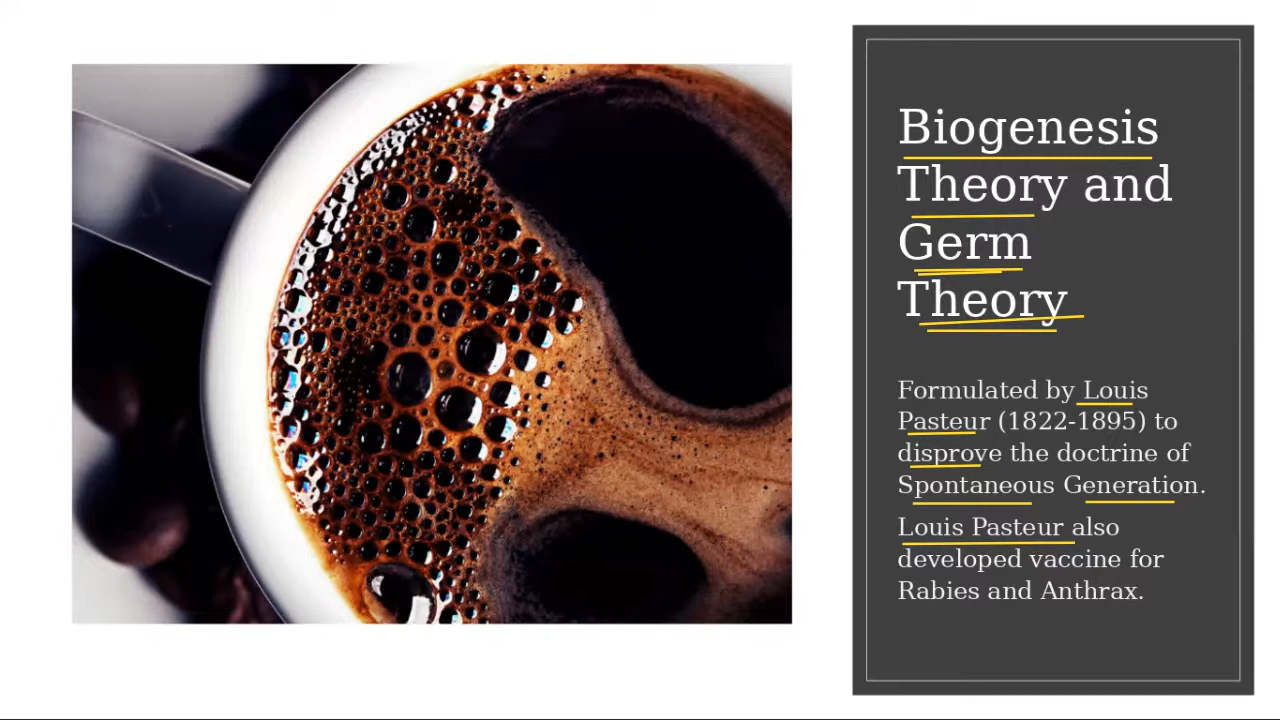 Biogenesis
Theory and
Germ
Theory
Formulated by Louis
Pasteur (1822-1895) to
disprove the doctrine of
Spontaneous Generation.
Louis Pasteur also
developed vaccine for
Rabies and Anthrax.